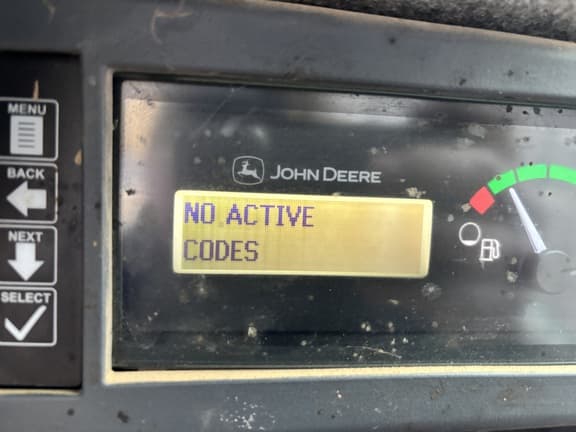 MENU
BACK
NEXT
SELECT
JOHN DEERE
NO ACTIVE
CODES